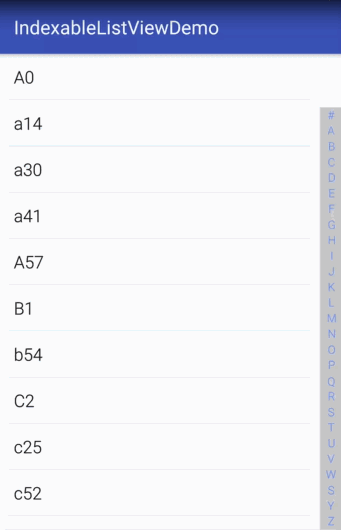 IndexableListViewDemo
A0
a14
a30
a41
A57
B1
b54
C2
c25
c52
#
A
B
C
D
E
F
G
H
I
J
K
L
M
N
O
P
Q
R
S
T
U
V
W
S
Y
Z